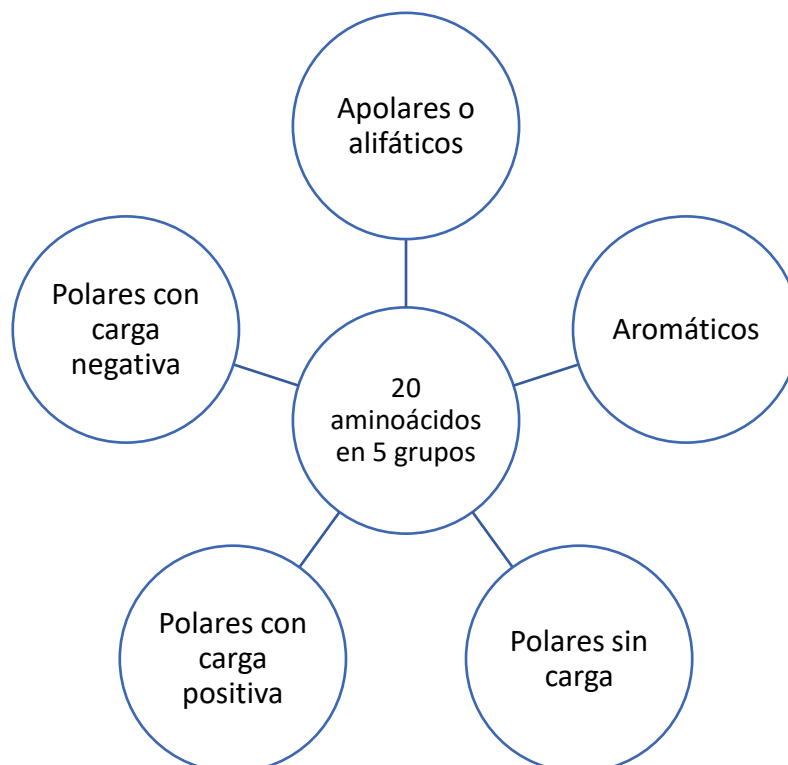 Apolares o
alifáticos
Polares con
carga
negativa
Aromáticos
20
aminoácidos
en 5 grupos
Polares con
carga
positiva
Polares sin
carga